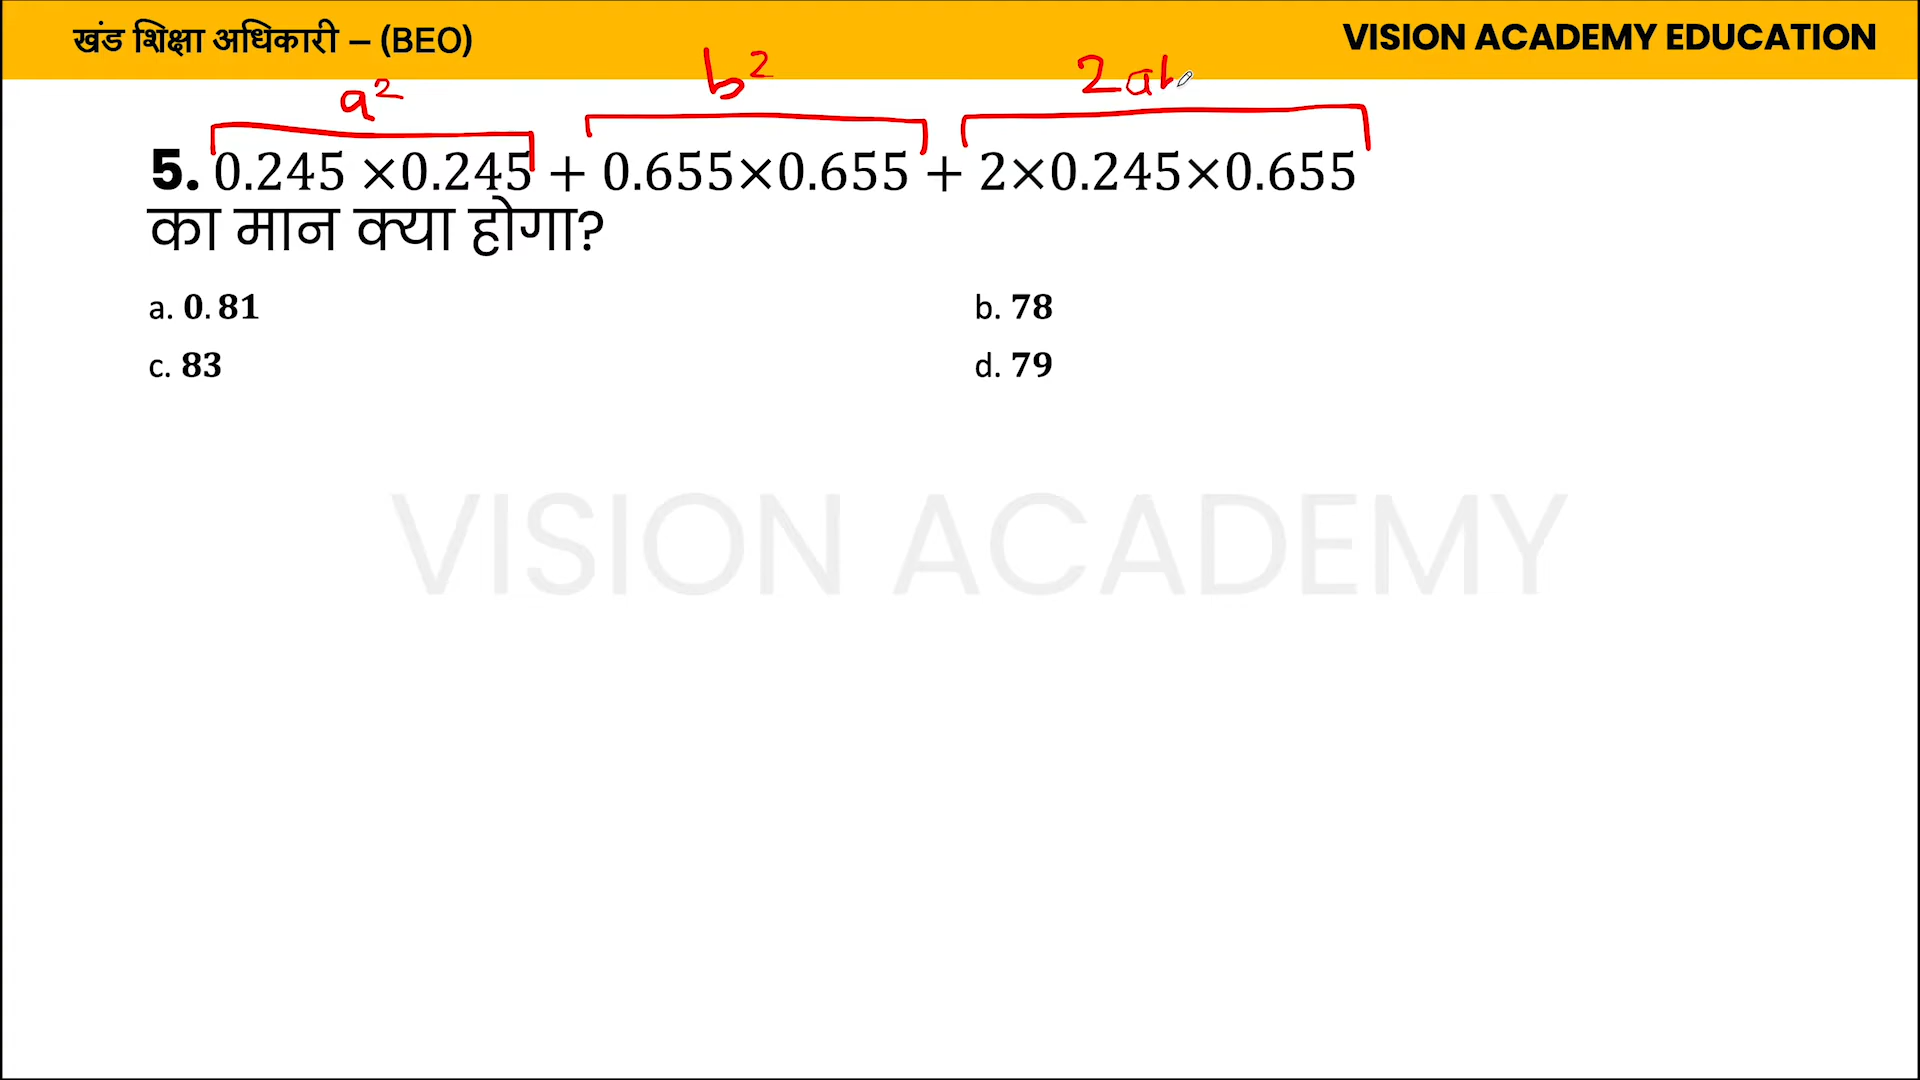 खंड शिक्षा अधिकारी – (BEO)
VISION ACADEMY EDUCATION
a² b² 2ab
5. 0.245 ×0.245 + 0.655×0.655 + 2×0.245×0.655
का मान क्या होगा?
a. 0.81
b. 78
c. 83
d. 79
VISION ACADEMY